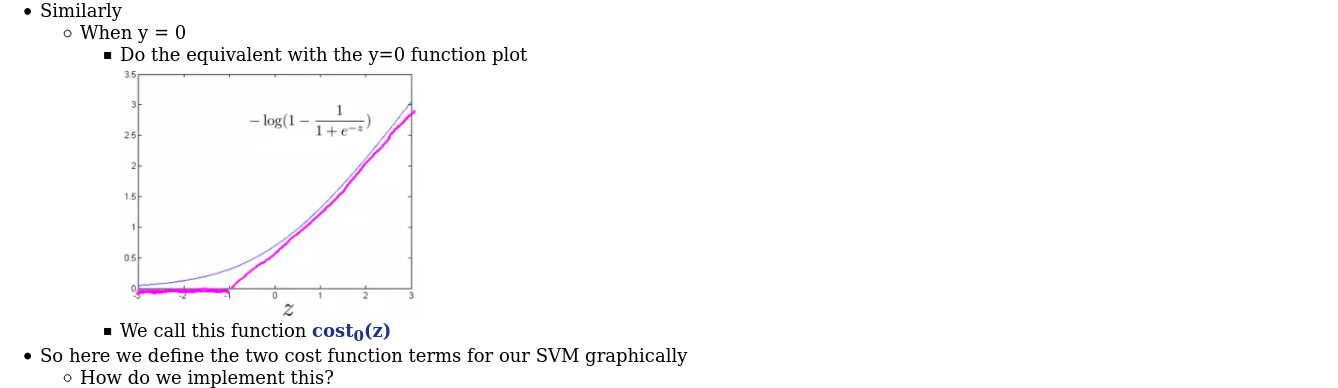 • Similarly
○ When y = 0
■ Do the equivalent with the y=0 function plot
3.5
3
− log(1 − 1 / (1 + e^−z))
2.5
2
1.5
1
0.5
0
-3 -2 -1 0 1 2 3
z
■ We call this function cost₀(z)
• So here we define the two cost function terms for our SVM graphically
○ How do we implement this?